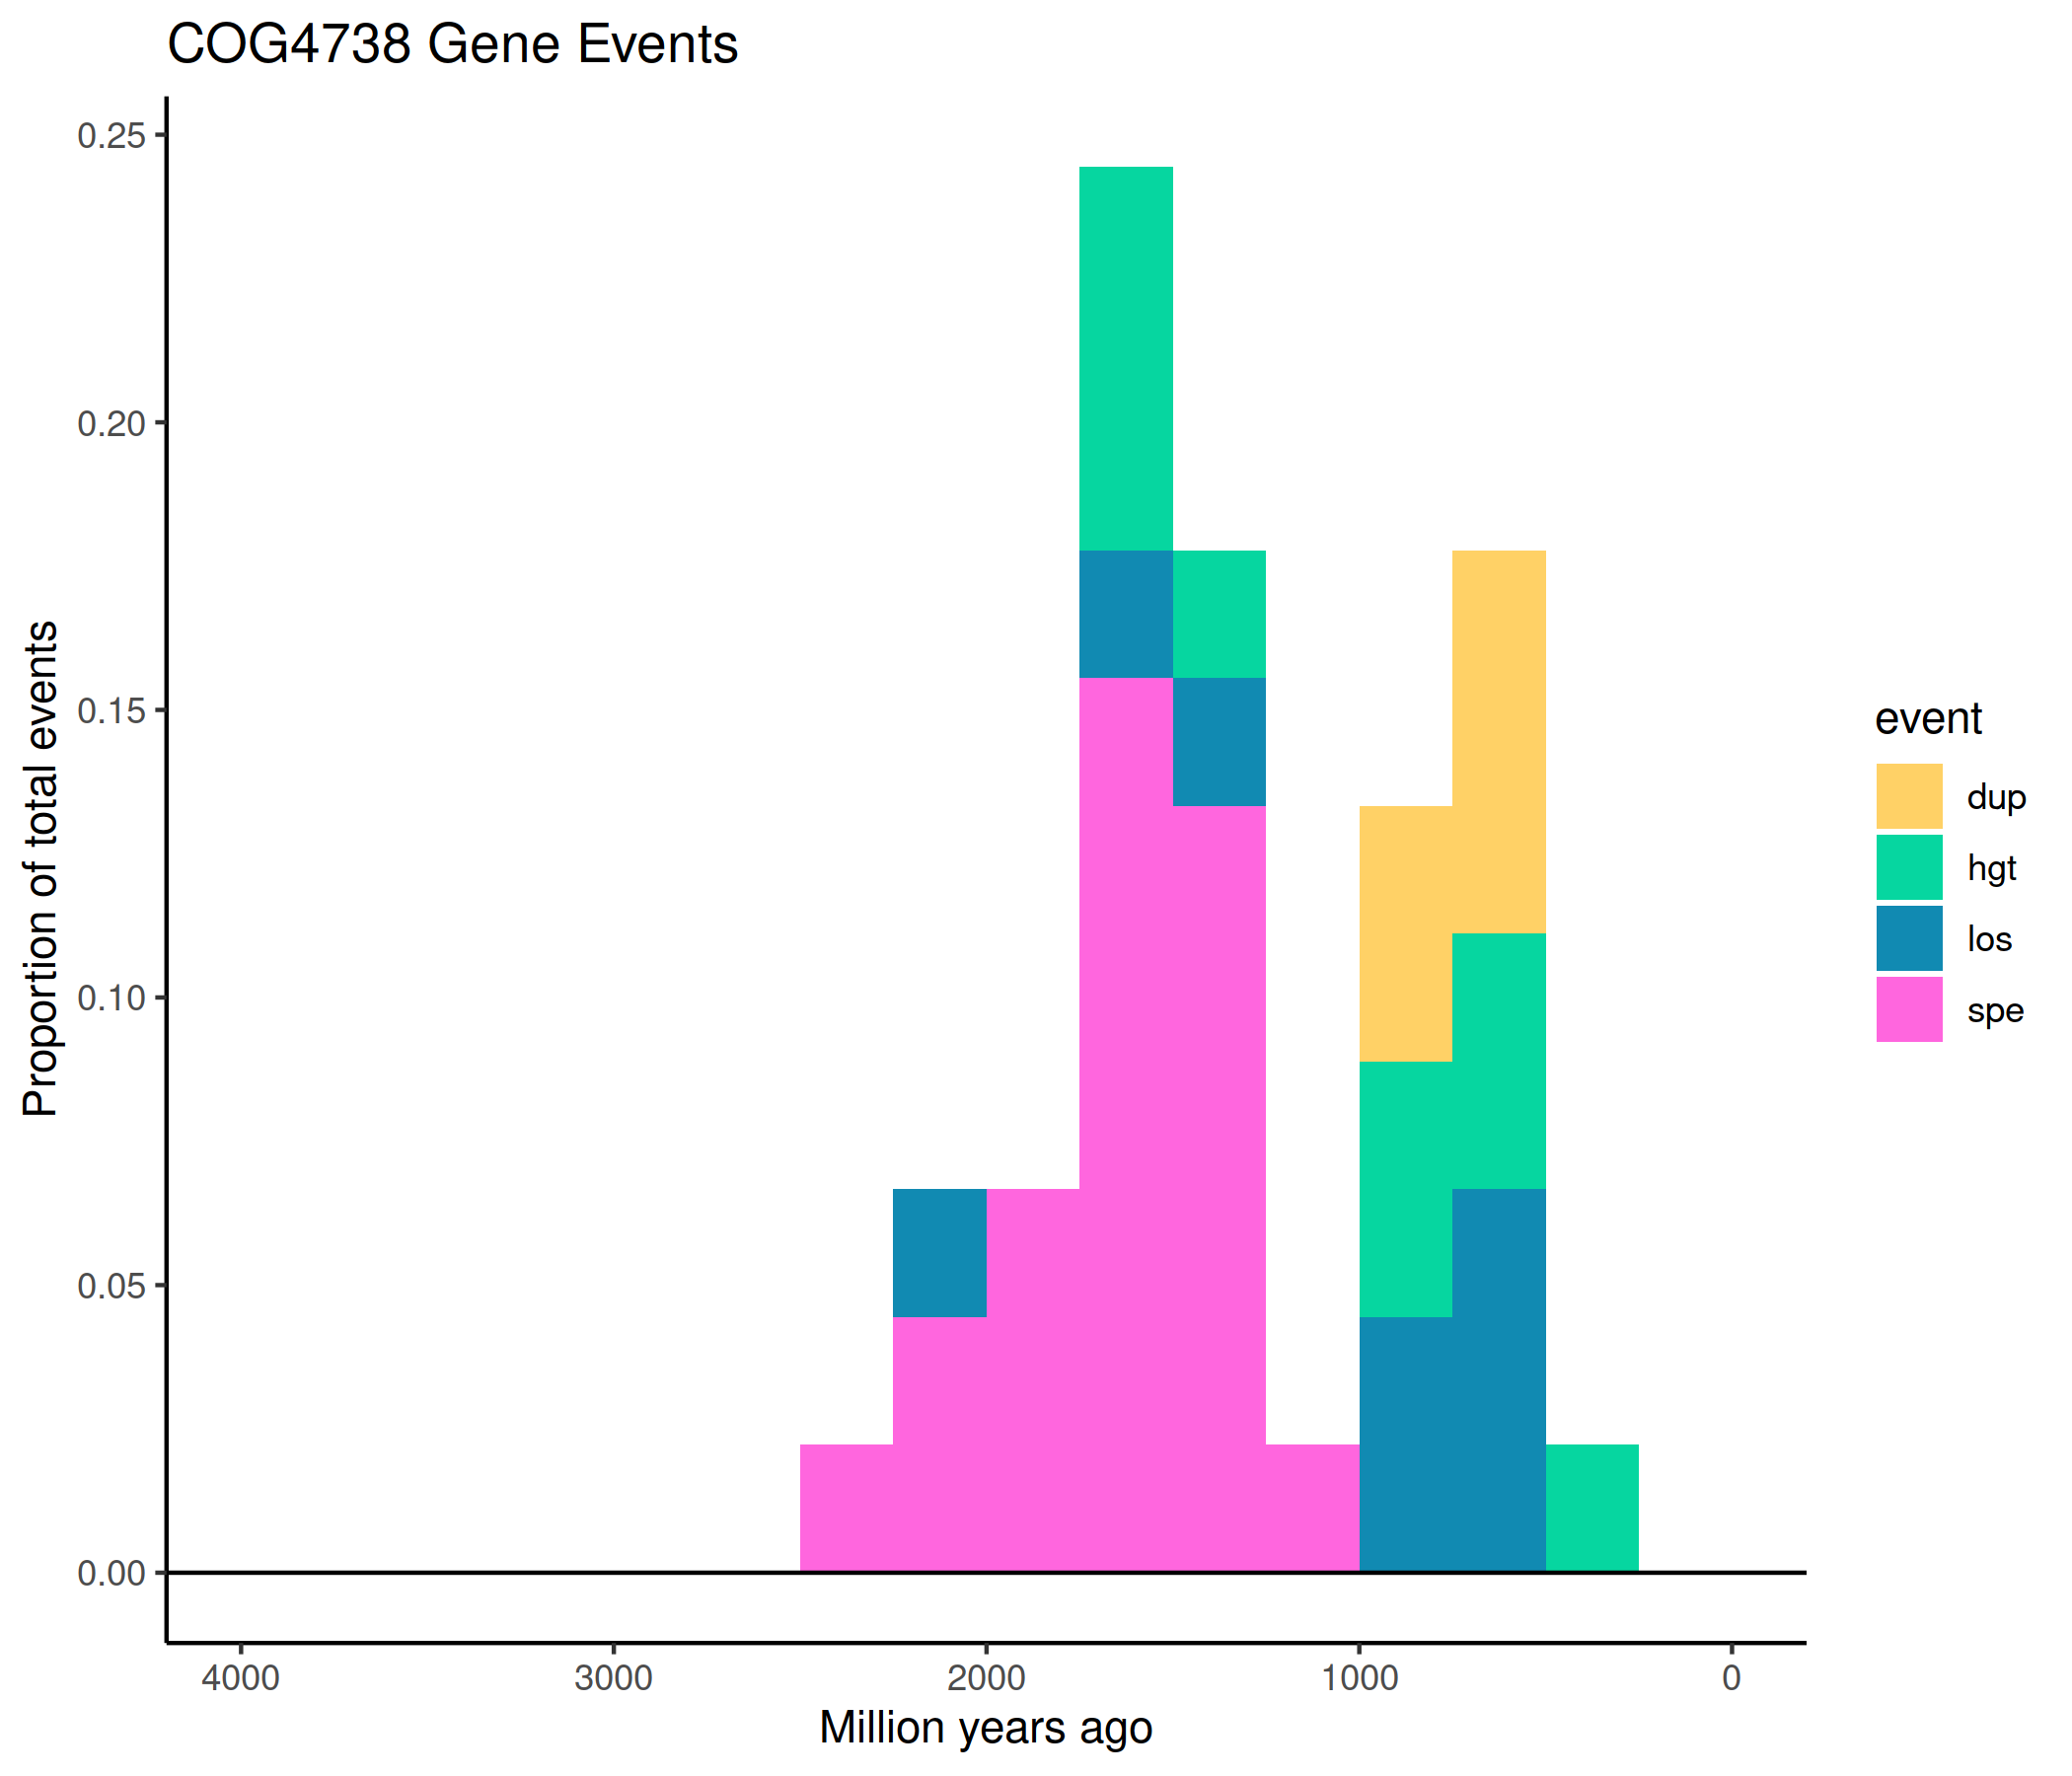 COG4738 Gene Events
0.25
0.20
0.15
0.10
0.05
0.00
Proportion of total events
4000 3000 2000 1000 0
Million years ago
event
dup
hgt
los
spe